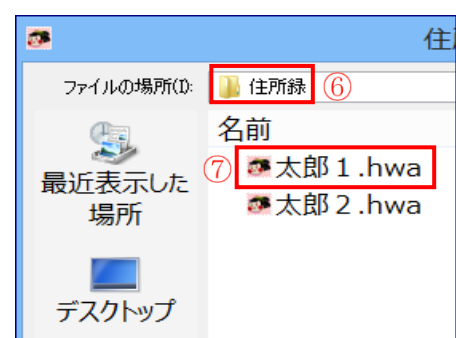 住
ファイルの場所(I):
住所録
⑥
名前
最近表示した
場所
⑦
太郎１.hwa
太郎２.hwa
デスクトップ